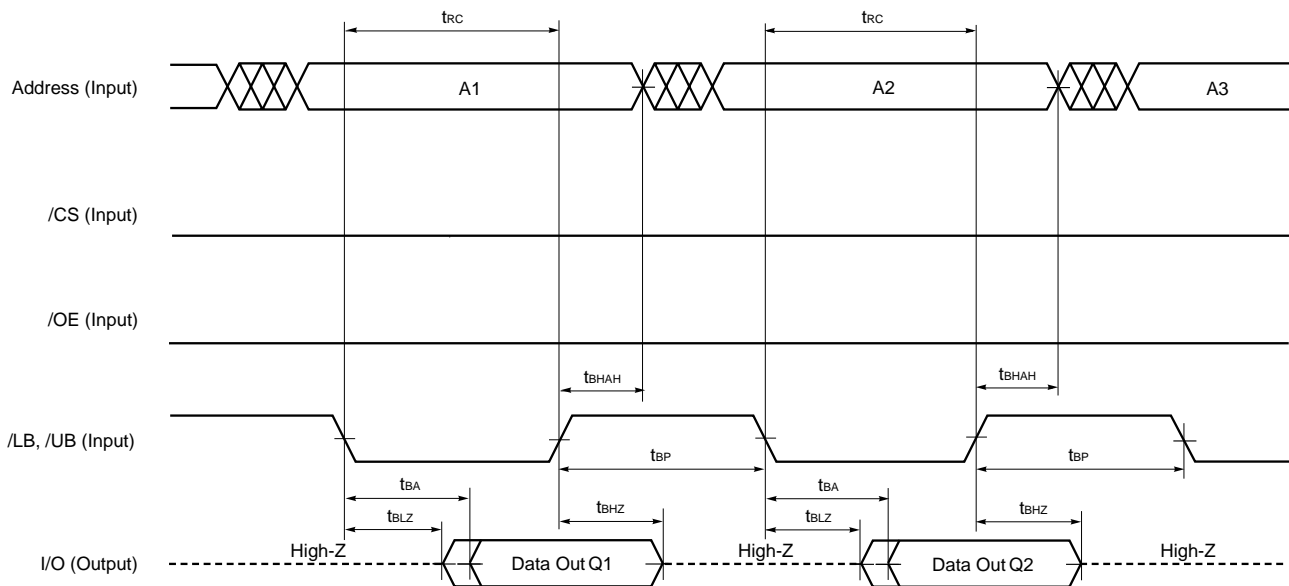 tRC tRC
Address (Input) A1 A2 A3
/CS (Input)
/OE (Input)
tBHAH tBHAH
/LB, /UB (Input)
tBP tBP
tBA tBA
tBLZ tBHZ tBLZ tBHZ
I/O (Output) High-Z Data Out Q1 High-Z Data Out Q2 High-Z